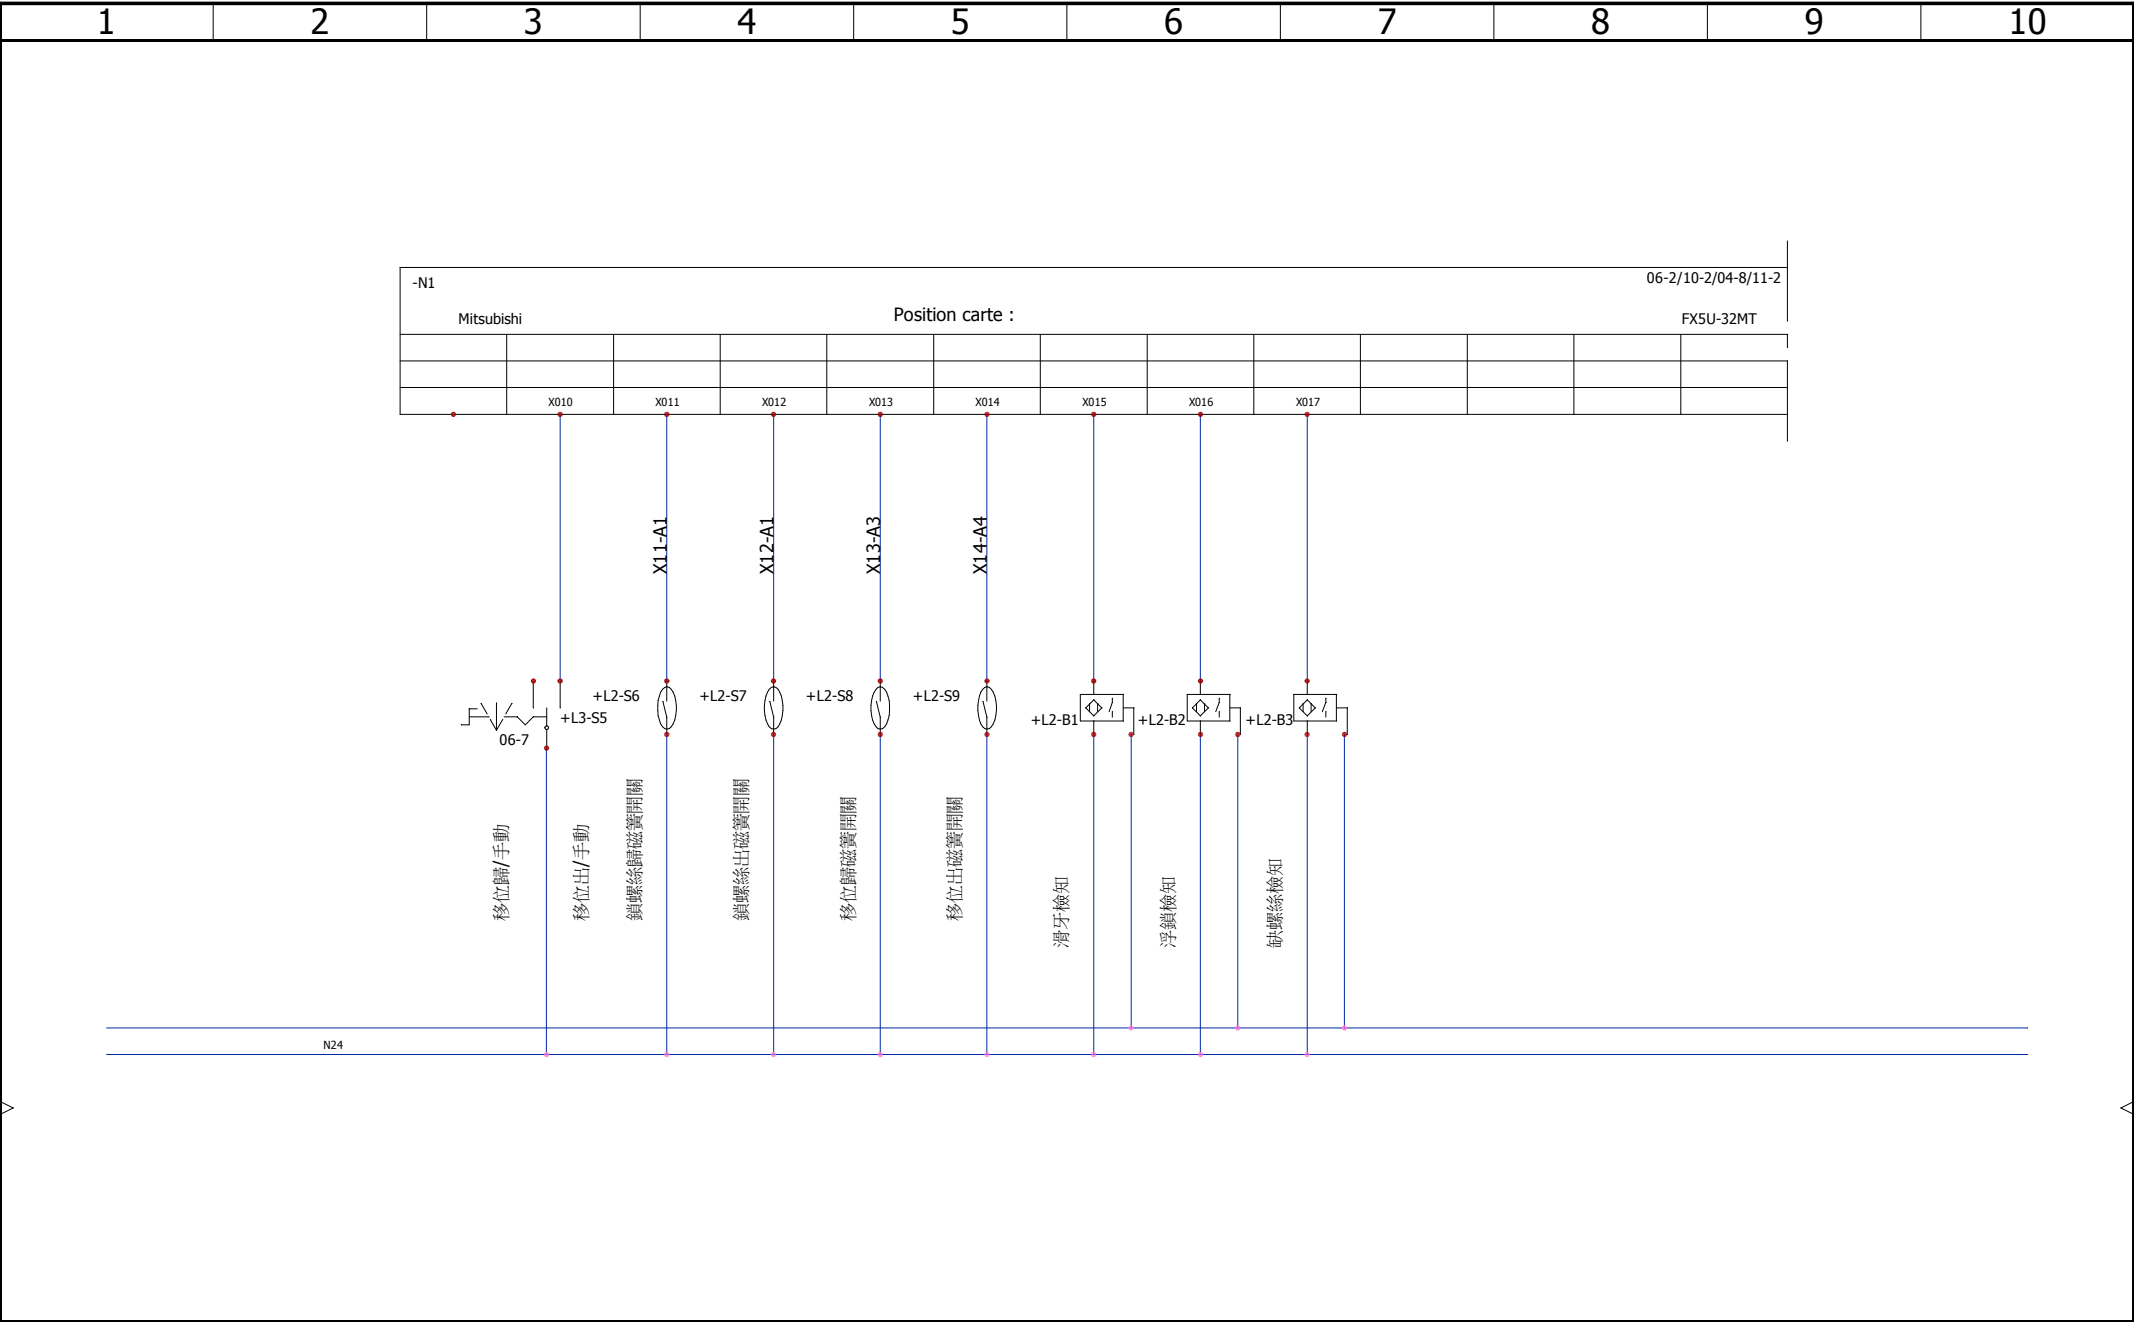 1 2 3 4 5 6 7 8 9 10
-N1 06-2/10-2/04-8/11-2
Mitsubishi Position carte : FX5U-32MT
X010 X011 X012 X013 X014 X015 X016 X017
X11-A1 X12-A1 X13-A3 X14-A4
+L2-S6 +L2-S7 +L2-S8 +L2-S9
+L3-S5 +L2-B1 +L2-B2 +L2-B3
06-7
移位歸/手動
移位出/手動
鎖螺絲歸磁簧開關
鎖螺絲出磁簧開關
移位歸磁簧開關
移位出磁簧開關
滑牙檢知
浮鎖檢知
缺螺絲檢知
N24